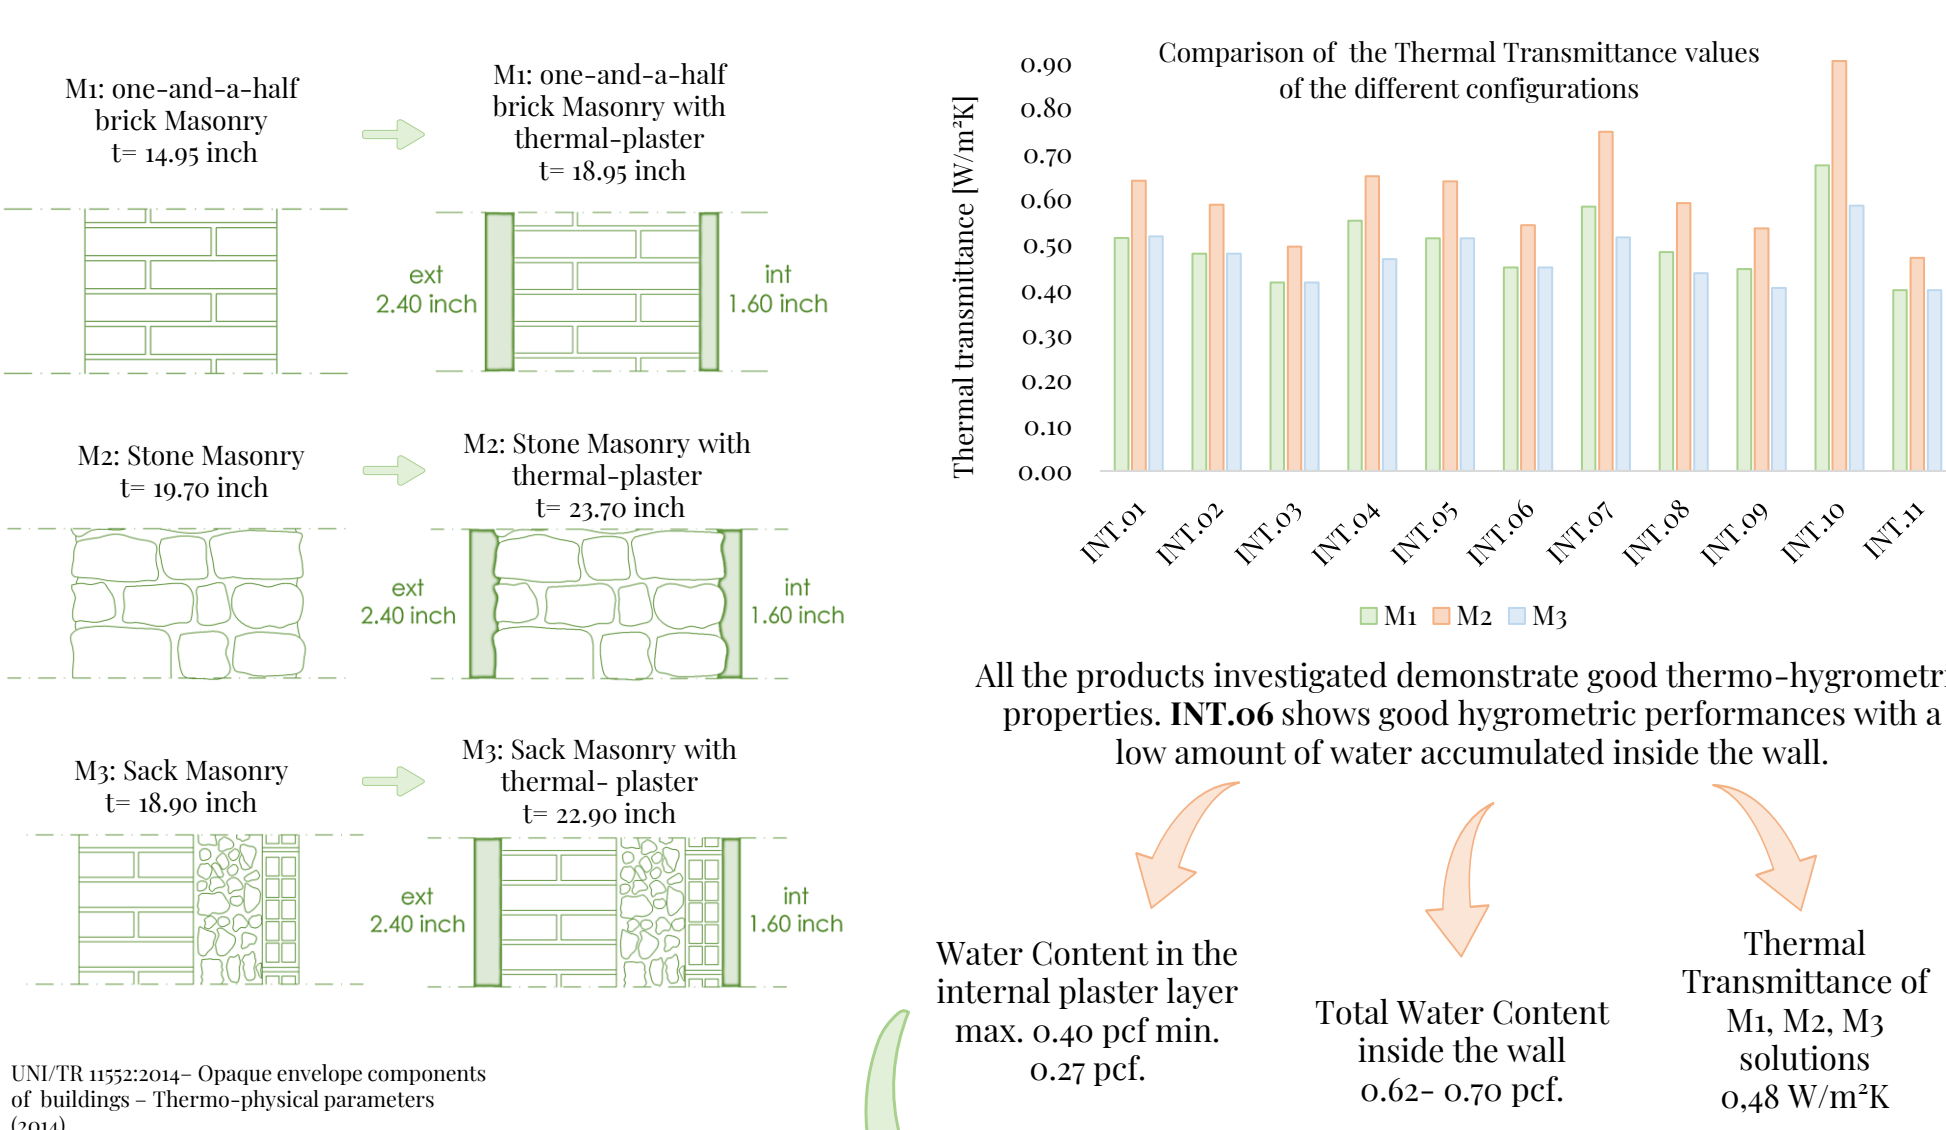 M1: one-and-a-half
brick Masonry
t= 14.95 inch
M1: one-and-a-half
brick Masonry with
thermal-plaster
t= 18.95 inch
ext
2.40 inch
int
1.60 inch
M2: Stone Masonry
t= 19.70 inch
M2: Stone Masonry with
thermal-plaster
t= 23.70 inch
ext
2.40 inch
int
1.60 inch
M3: Sack Masonry
t= 18.90 inch
M3: Sack Masonry with
thermal- plaster
t= 22.90 inch
ext
2.40 inch
int
1.60 inch
UNI/TR 11552:2014– Opaque envelope components
of buildings – Thermo-physical parameters
(2014)
Comparison of the Thermal Transmittance values
of the different configurations
Thermal transmittance [W/m²K]
0.90
0.80
0.70
0.60
0.50
0.40
0.30
0.20
0.10
0.00
INT.01
INT.02
INT.03
INT.04
INT.05
INT.06
INT.07
INT.08
INT.09
INT.10
INT.11
M1 M2 M3
All the products investigated demonstrate good thermo-hygrometri
properties. INT.06 shows good hygrometric performances with a
low amount of water accumulated inside the wall.
Water Content in the
internal plaster layer
max. 0.40 pcf min.
0.27 pcf.
Total Water Content
inside the wall
0.62- 0.70 pcf.
Thermal
Transmittance of
M1, M2, M3
solutions
0,48 W/m²K